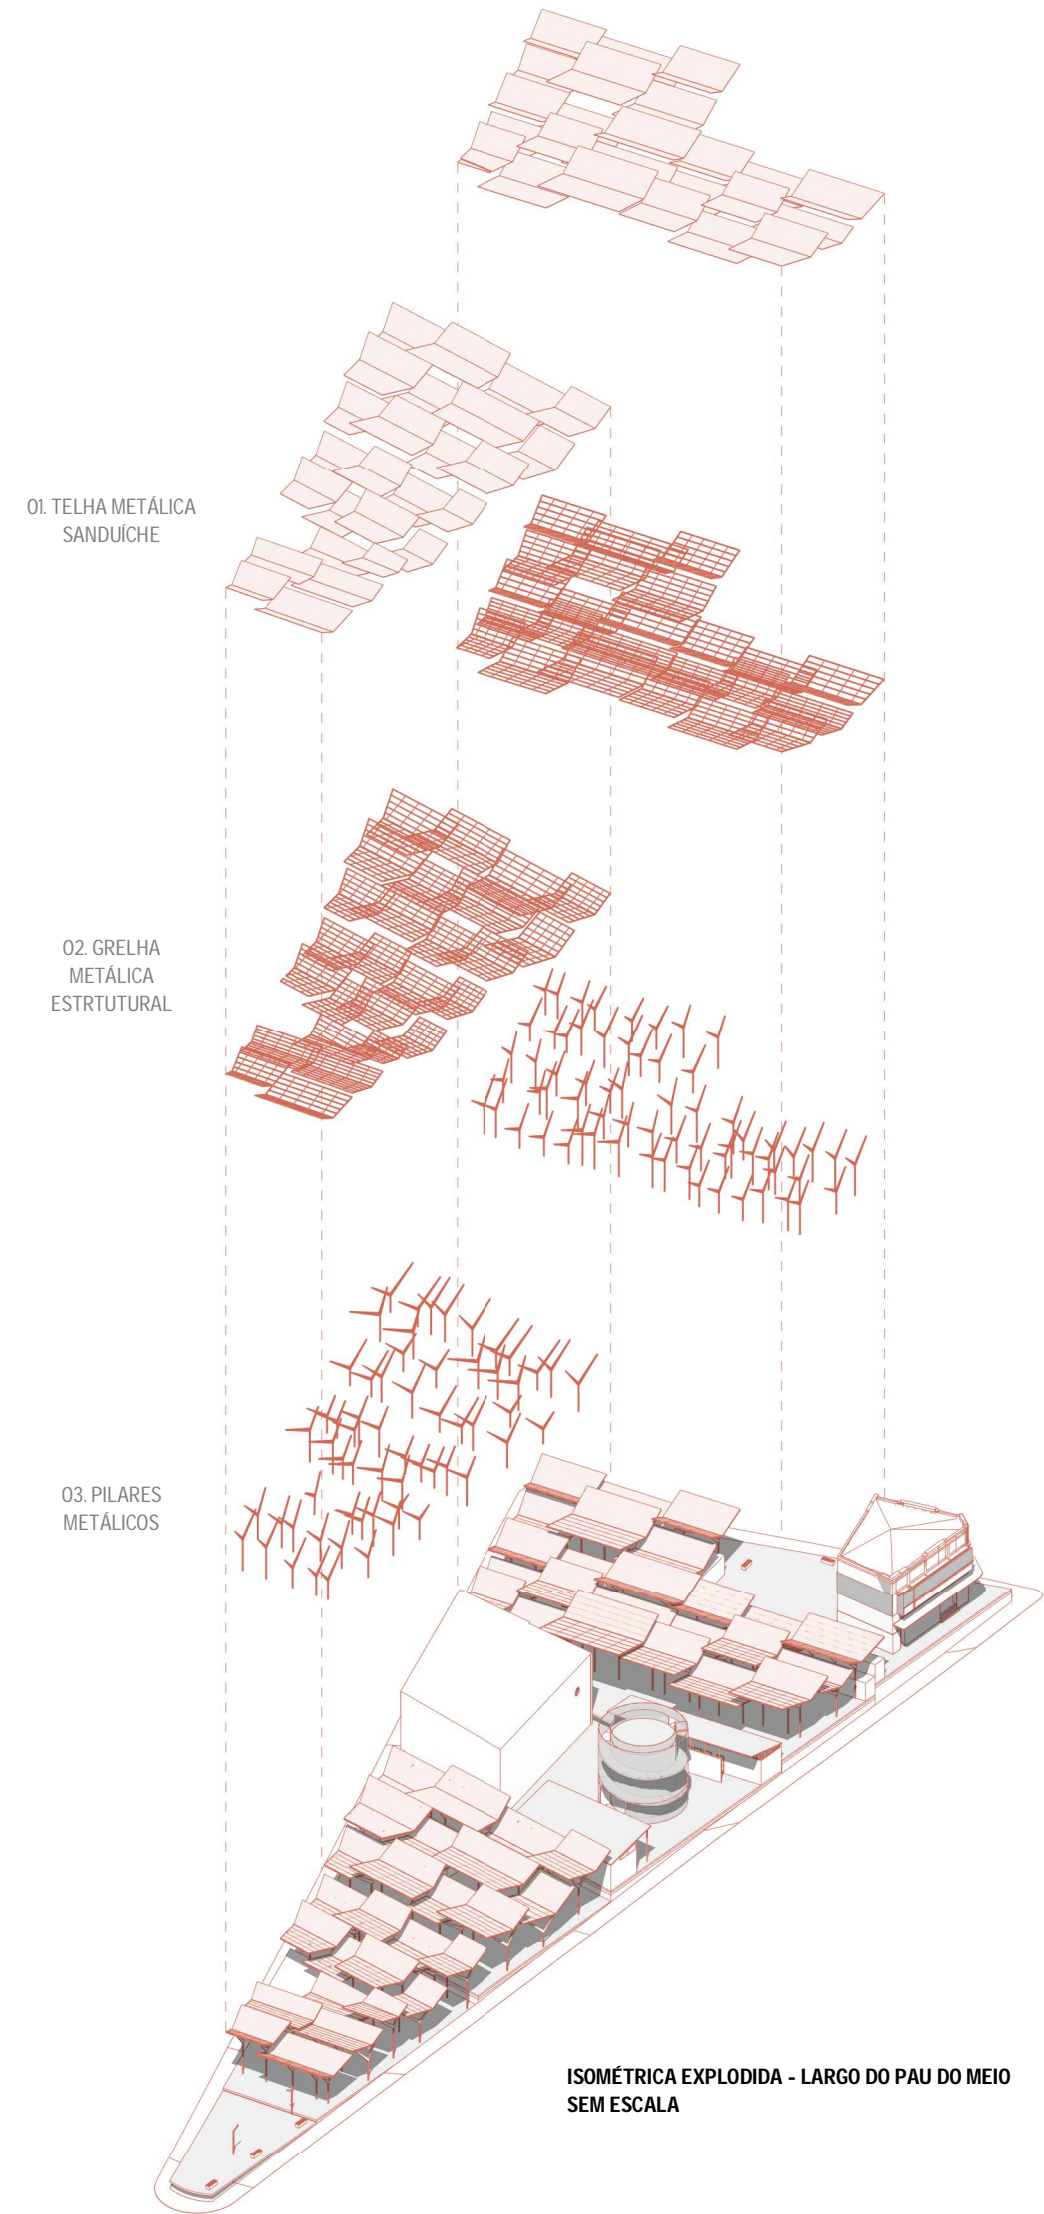 01. TELHA METÁLICA
SANDUÍCHE
02. GRELHA
METÁLICA
ESTRTUTURAL
03. PILARES
METÁLICOS
ISOMÉTRICA EXPLODIDA - LARGO DO PAU DO MEIO
SEM ESCALA